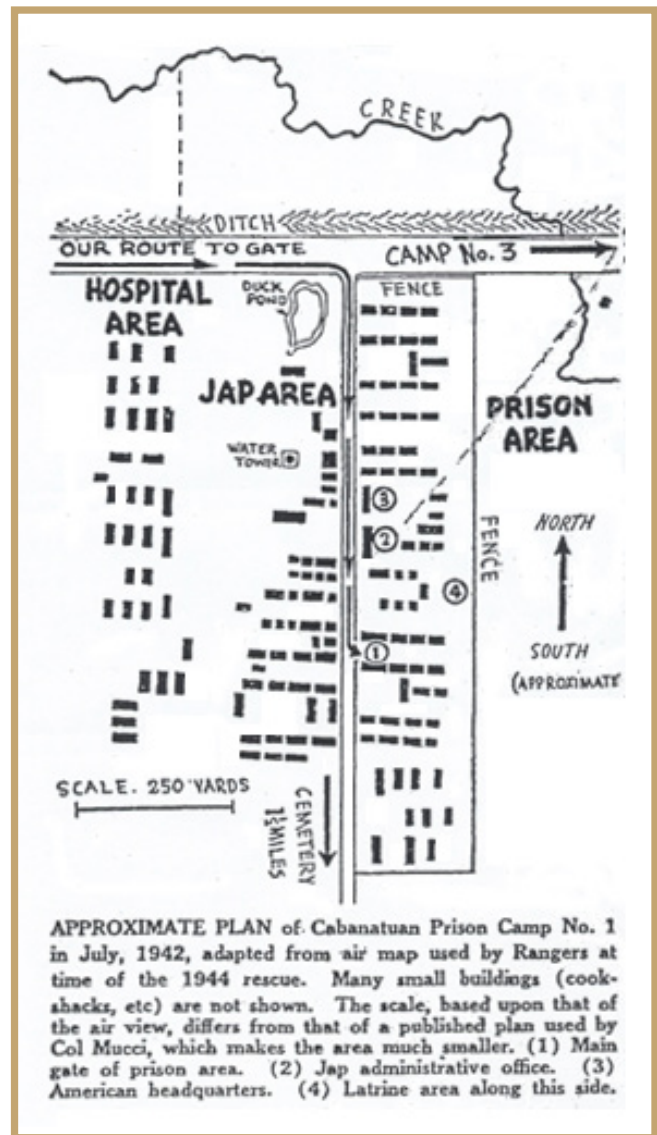 CREEK
DITCH
OUR ROUTE TO GATE
CAMP No. 3
HOSPITAL
AREA
DUCK
POND
FENCE
JAP AREA
PRISON
AREA
WATER
TOWER
③
②
FENCE
④
NORTH
①
SOUTH
(APPROXIMATE
SCALE. 250 YARDS
CEMETERY
1½ MILES
APPROXIMATE PLAN of Cabanatuan Prison Camp No. 1
in July, 1942, adapted from air map used by Rangers at
time of the 1944 rescue. Many small buildings (cook-
shacks, etc) are not shown. The scale, based upon that of
the air view, differs from that of a published plan used by
Col Mucci, which makes the area much smaller. (1) Main
gate of prison area. (2) Jap administrative office. (3)
American headquarters. (4) Latrine area along this side.